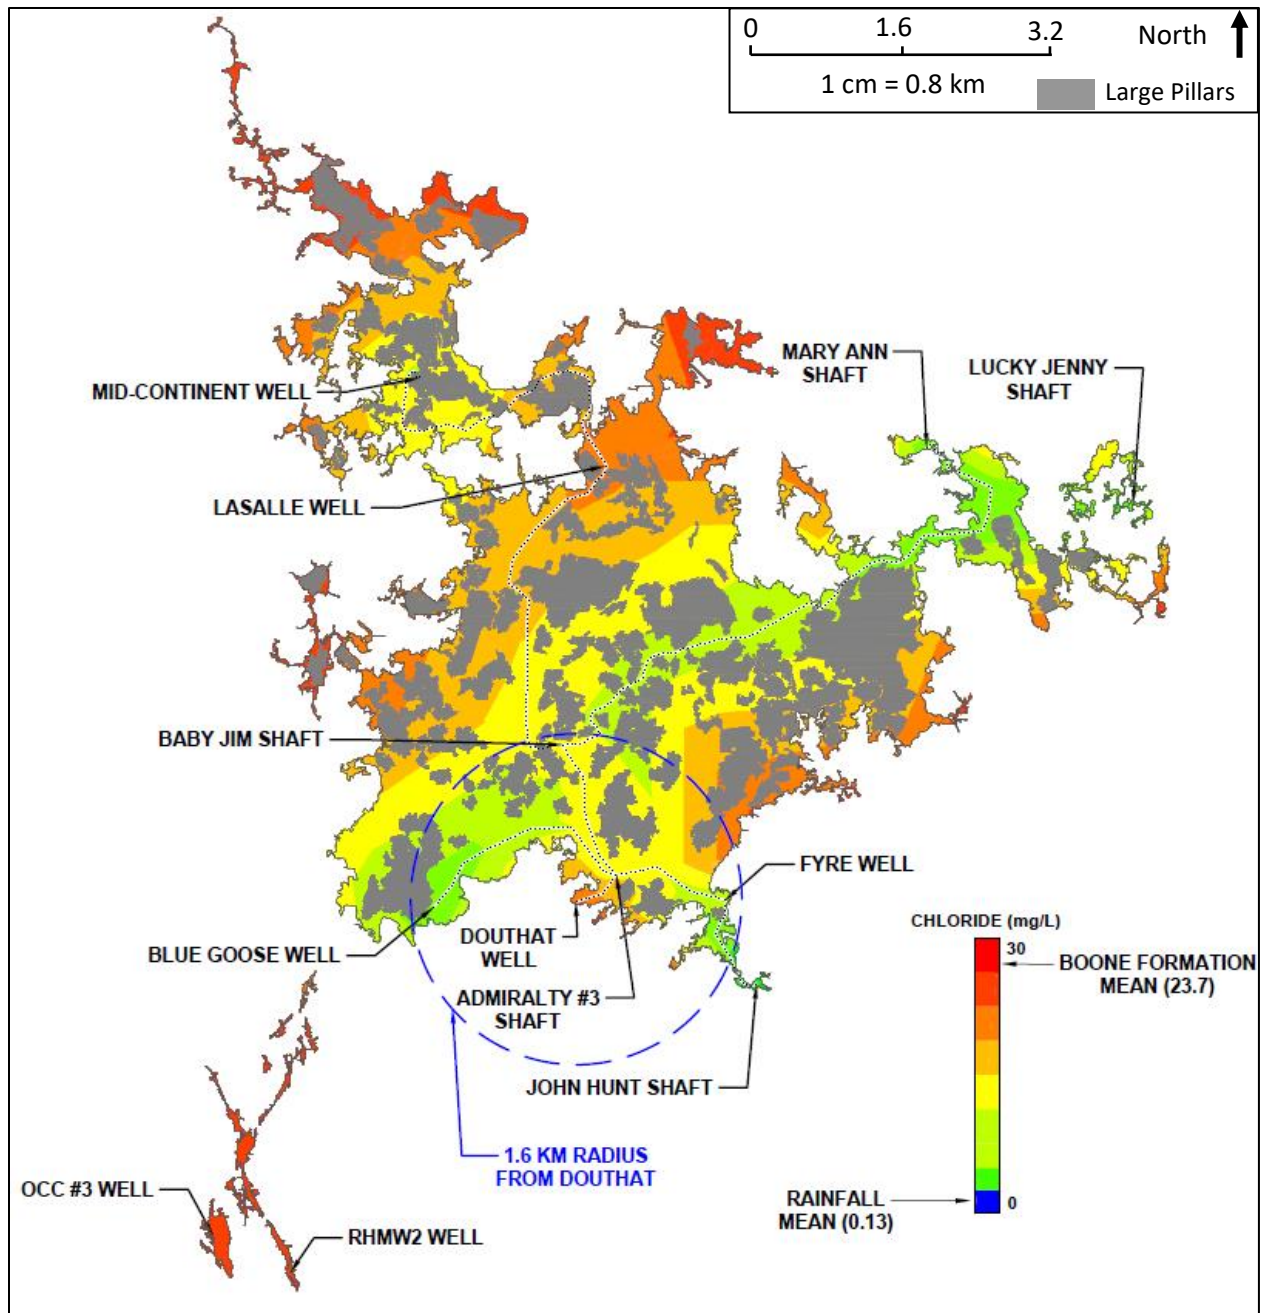 0 1.6 3.2 North
1 cm = 0.8 km
Large Pillars
MARY ANN
SHAFT
LUCKY JENNY
SHAFT
MID-CONTINENT WELL
LASALLE WELL
BABY JIM SHAFT
FYRE WELL
BLUE GOOSE WELL
DOUTHAT
WELL
ADMIRALTY #3
SHAFT
JOHN HUNT SHAFT
1.6 KM RADIUS
FROM DOUTHAT
OCC #3 WELL
RHMW2 WELL
CHLORIDE (mg/L)
30
BOONE FORMATION
MEAN (23.7)
0
RAINFALL
MEAN (0.13)